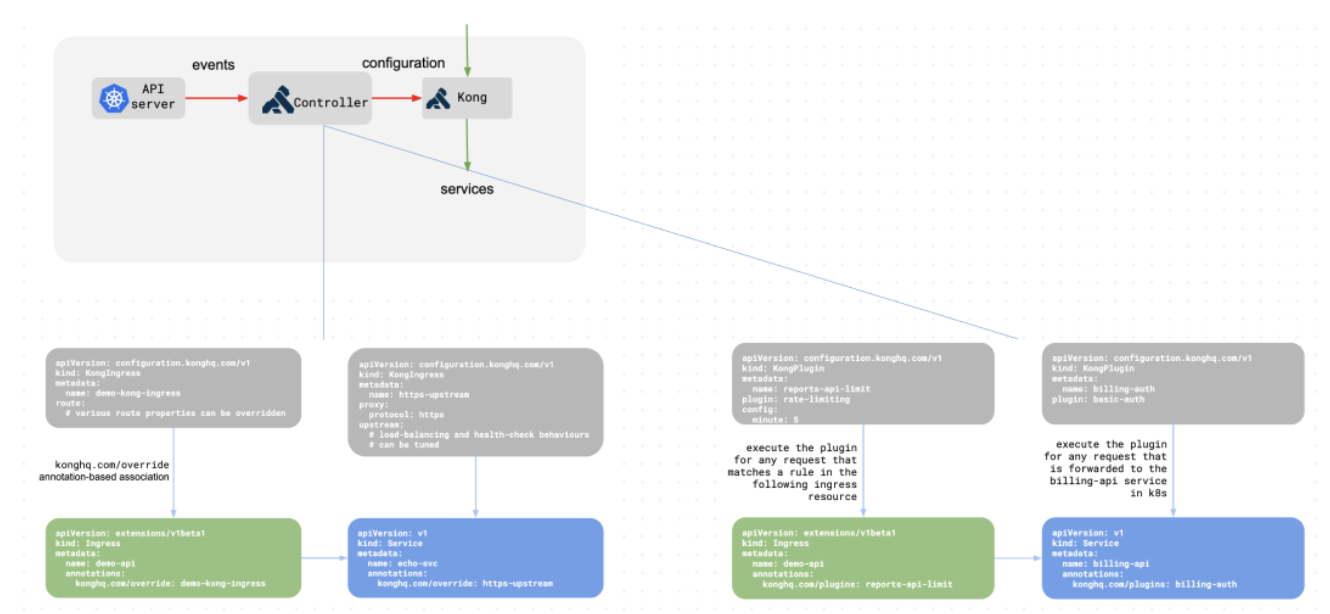 events
configuration
API
server
Controller
Kong
services
apiVersion: configuration.konghq.com/v1
kind: KongIngress
metadata:
  name: demo-kong-ingress
route:
  # various route properties can be overridden
apiVersion: configuration.konghq.com/v1
kind: KongIngress
metadata:
  name: https-upstream
proxy:
  protocol: https
upstream:
  # load-balancing and health-check behaviours
  # can be tuned
apiVersion: configuration.konghq.com/v1
kind: KongPlugin
metadata:
  name: reports-api-limit
plugin: rate-limiting
config:
  minute: 5
apiVersion: configuration.konghq.com/v1
kind: KongPlugin
metadata:
  name: billing-auth
plugin: basic-auth
konghq.com/override
annotation-based association
execute the plugin
for any request that
matches a rule in the
following ingress
resource
execute the plugin
for any request that
is forwarded to the
billing-api service
in k8s
apiVersion: extensions/v1beta1
kind: Ingress
metadata:
  name: demo-api
  annotations:
    konghq.com/override: demo-kong-ingress
apiVersion: v1
kind: Service
metadata:
  name: echo-svc
  annotations:
    konghq.com/override: https-upstream
apiVersion: extensions/v1beta1
kind: Ingress
metadata:
  name: demo-api
  annotations:
    konghq.com/plugins: reports-api-limit
apiVersion: v1
kind: Service
metadata:
  name: billing-api
  annotations:
    konghq.com/plugins: billing-auth